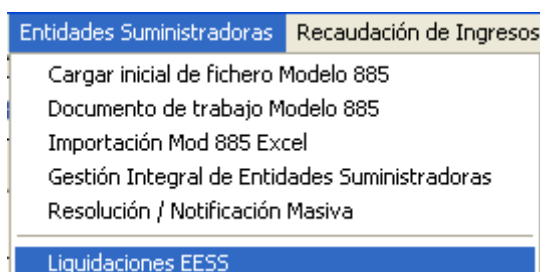 Entidades Suministradoras Recaudación de Ingresos
Cargar inicial de fichero Modelo 885
Documento de trabajo Modelo 885
Importación Mod 885 Excel
Gestión Integral de Entidades Suministradoras
Resolución / Notificación Masiva
Liquidaciones EESS